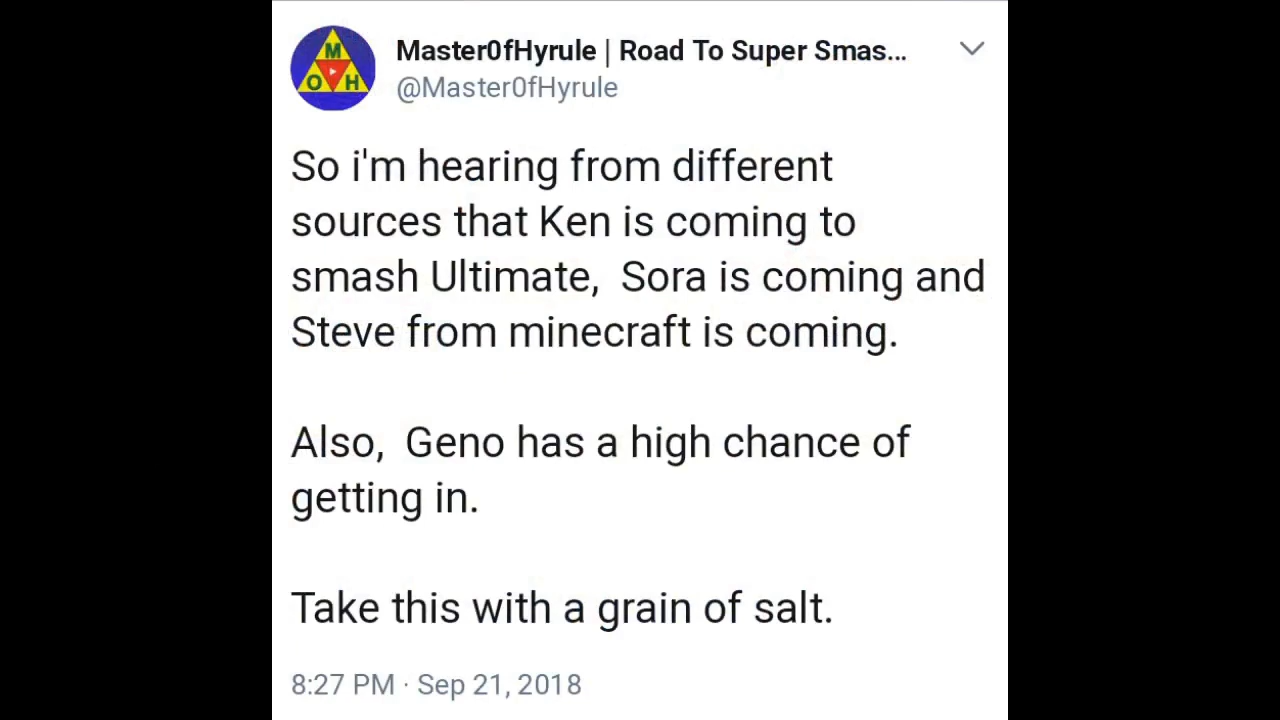 M
O H
Master0fHyrule | Road To Super Smas...
@Master0fHyrule
So i'm hearing from different
sources that Ken is coming to
smash Ultimate,  Sora is coming and
Steve from minecraft is coming.
Also,  Geno has a high chance of
getting in.
Take this with a grain of salt.
8:27 PM · Sep 21, 2018